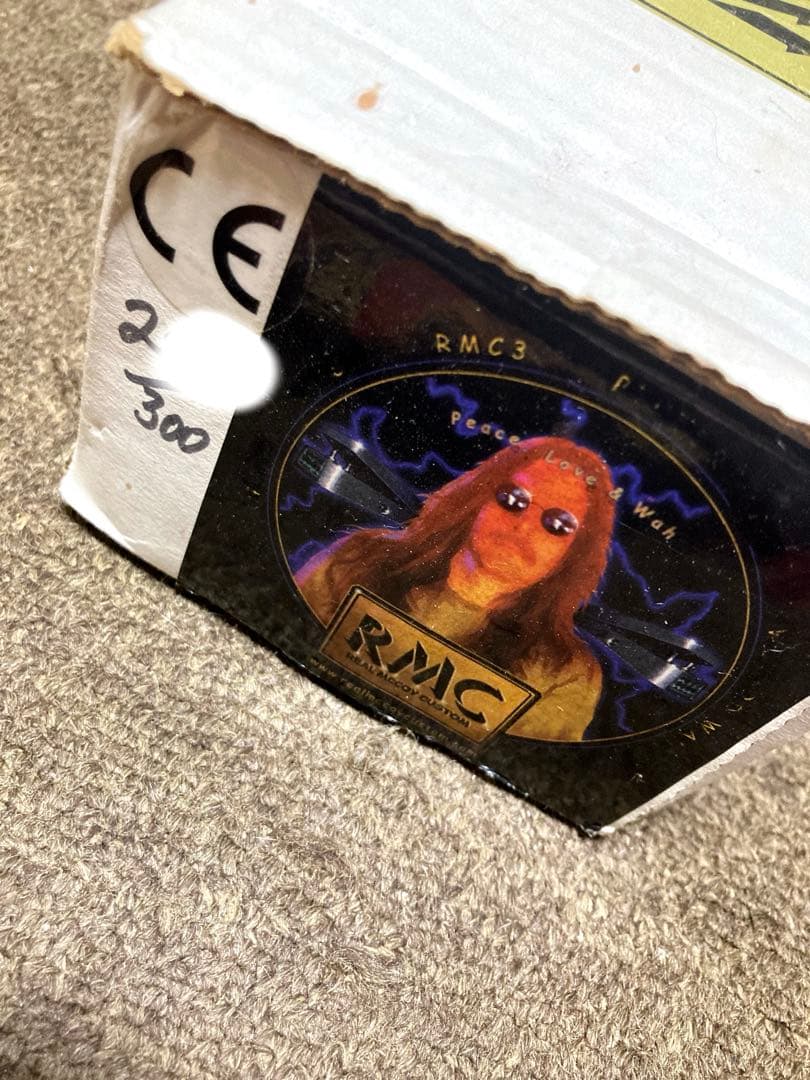 CE
2
300
RMC3
Peace, Love & Wah
RMC
REAL MCCOY CUSTOM